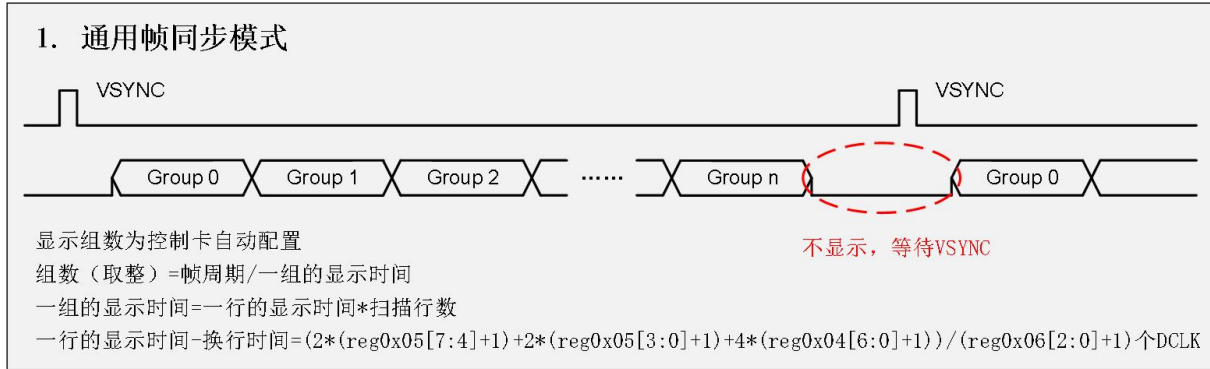 1. 通用帧同步模式
VSYNC VSYNC
Group 0 Group 1 Group 2 ...... Group n Group 0
显示组数为控制卡自动配置
不显示，等待VSYNC
组数（取整）=帧周期/一组的显示时间
一组的显示时间=一行的显示时间*扫描行数
一行的显示时间-换行时间=(2*(reg0x05[7:4]+1)+2*(reg0x05[3:0]+1)+4*(reg0x04[6:0]+1))/(reg0x06[2:0]+1)个DCLK